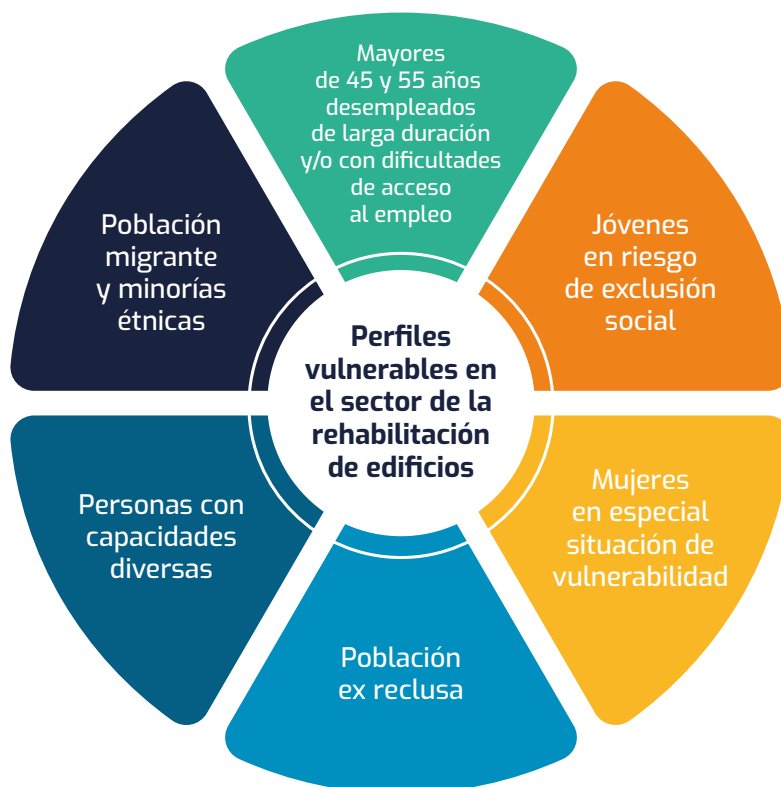 Mayores
de 45 y 55 años
desempleados
de larga duración
y/o con dificultades
de acceso
al empleo
Jóvenes
en riesgo
de exclusión
social
Mujeres
en especial
situación de
vulnerabilidad
Población
ex reclusa
Personas con
capacidades
diversas
Población
migrante
y minorías
étnicas
Perfiles
vulnerables en
el sector de la
rehabilitación
de edificios